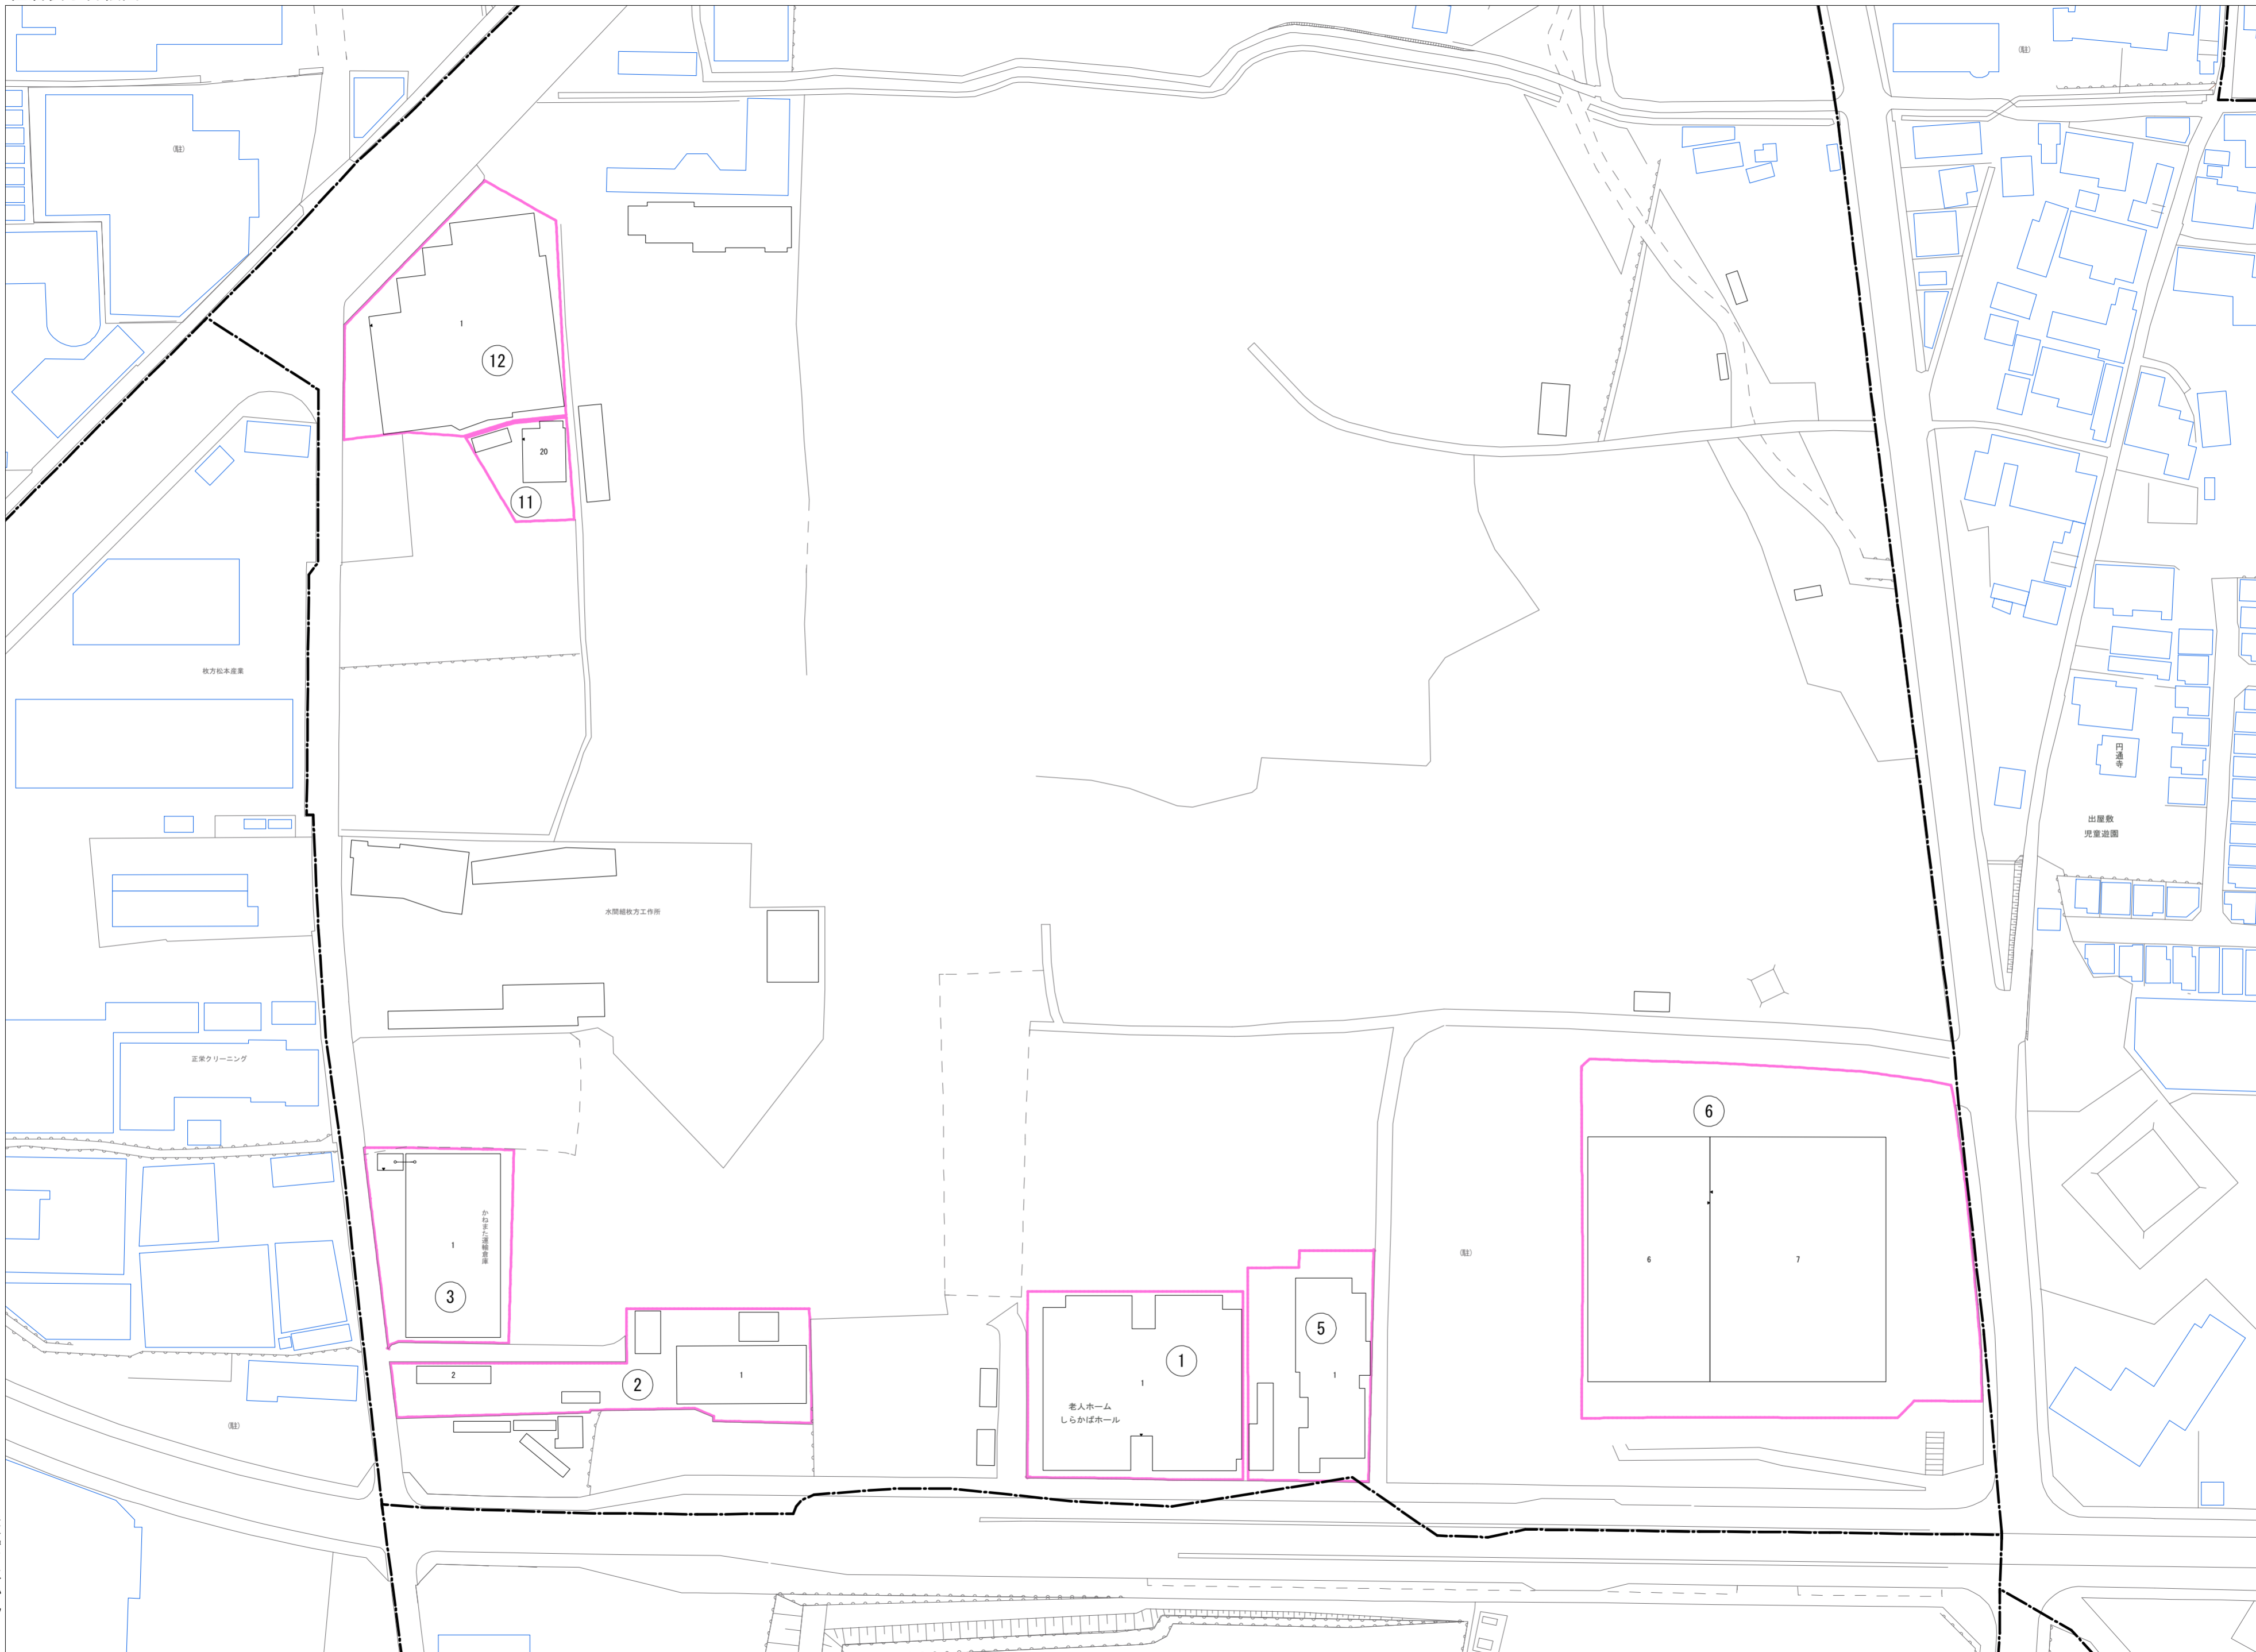 (駐)
(駐)
1
12
20
11
枚方松本産業
円通寺
出屋敷
児童遊園
水間組枚方工作所
正栄クリーニング
6
かねまた運輸倉庫
1
3
(駐)
6
7
5
1
2
2
1
1
1
老人ホーム
しらかばホール
(駐)